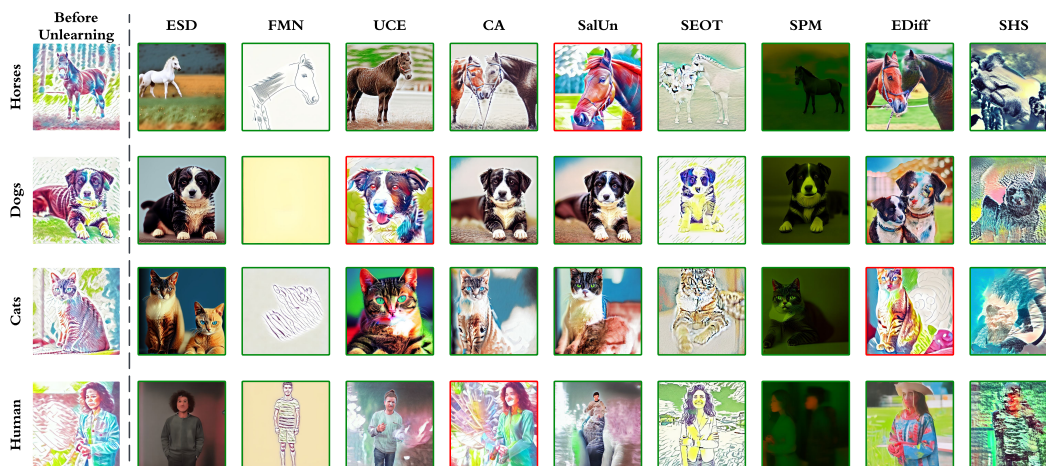 Before
Unlearning
ESD FMN UCE CA SalUn SEOT SPM EDiff SHS
Horses
Dogs
Cats
Human